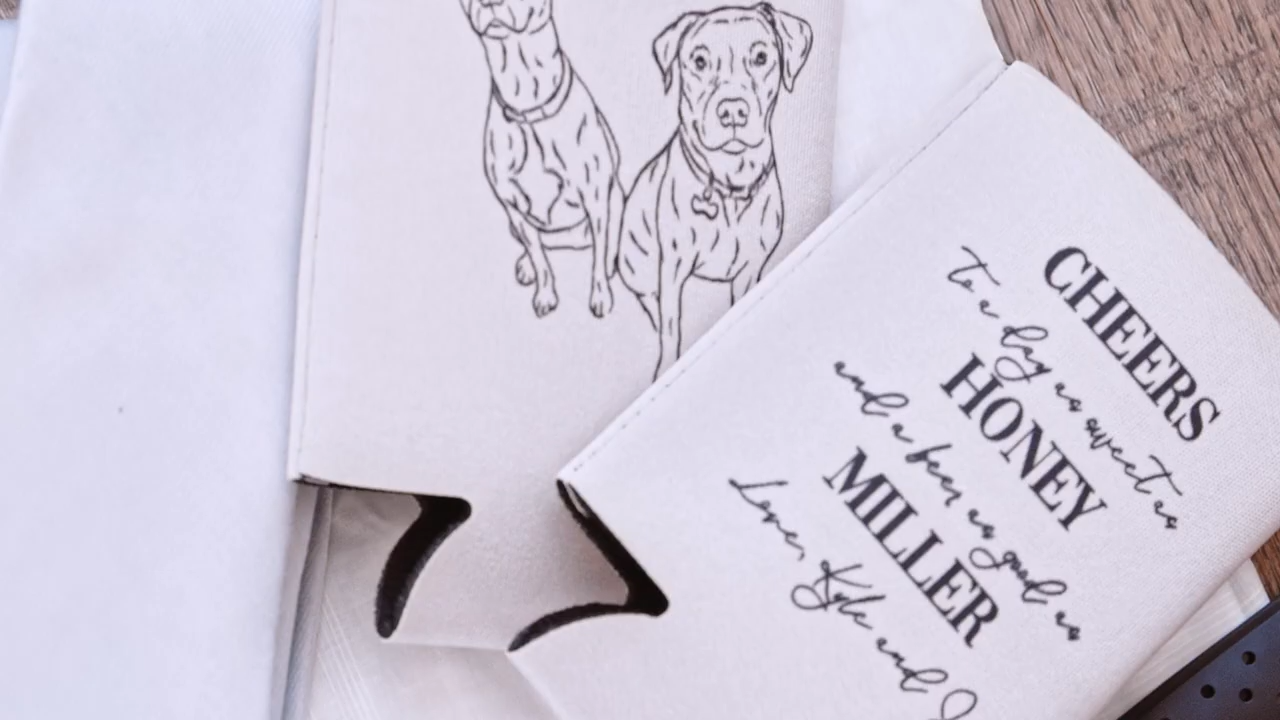 CHEERS
to a day as sweet as
HONEY
and a beer as good as
MILLER
Love, Kyle and